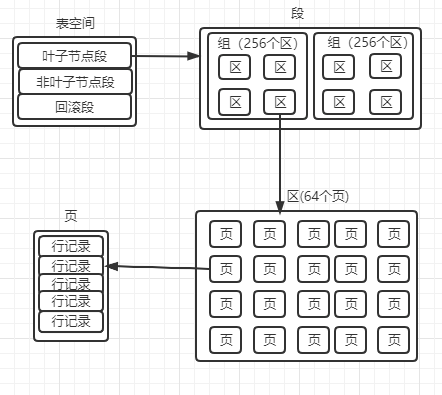 表空间
叶子节点段
非叶子节点段
回滚段
段
组（256个区） 组（256个区）
区 区 区 区
区 区 区 区
区(64个页)
页 页 页 页 页
页 页 页 页 页
页 页 页 页 页
页 页 页 页 页
页
行记录
行记录
行记录
行记录
行记录